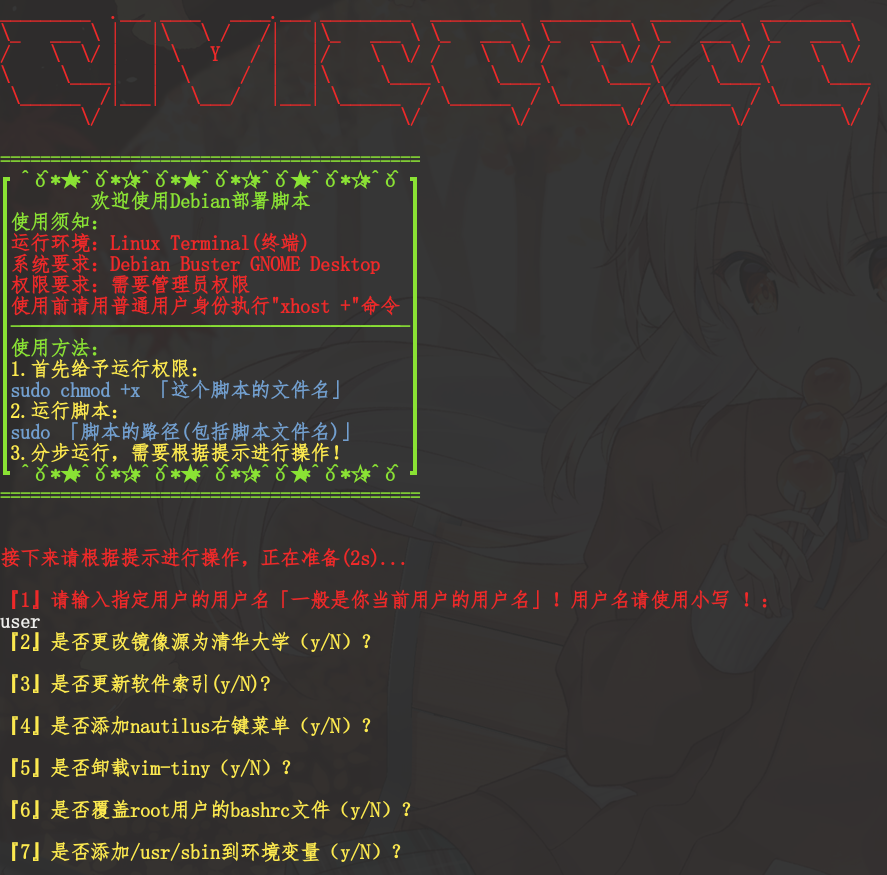 欢迎使用Debian部署脚本
使用须知：
运行环境：Linux Terminal(终端)
系统要求：Debian Buster GNOME Desktop
权限要求：需要管理员权限
使用前请用普通用户身份执行"xhost +"命令
使用方法：
1.首先给予运行权限：
sudo chmod +x 「这个脚本的文件名」
2.运行脚本：
sudo 「脚本的路径(包括脚本文件名)」
3.分步运行，需要根据提示进行操作！
接下来请根据提示进行操作，正在准备(2s)...
『1』请输入指定用户的用户名「一般是你当前用户的用户名」！用户名请使用小写 ！：
user
『2』是否更改镜像源为清华大学（y/N）？
『3』是否更新软件索引(y/N)?
『4』是否添加nautilus右键菜单（y/N）？
『5』是否卸载vim-tiny（y/N）？
『6』是否覆盖root用户的bashrc文件（y/N）？
『7』是否添加/usr/sbin到环境变量（y/N）？